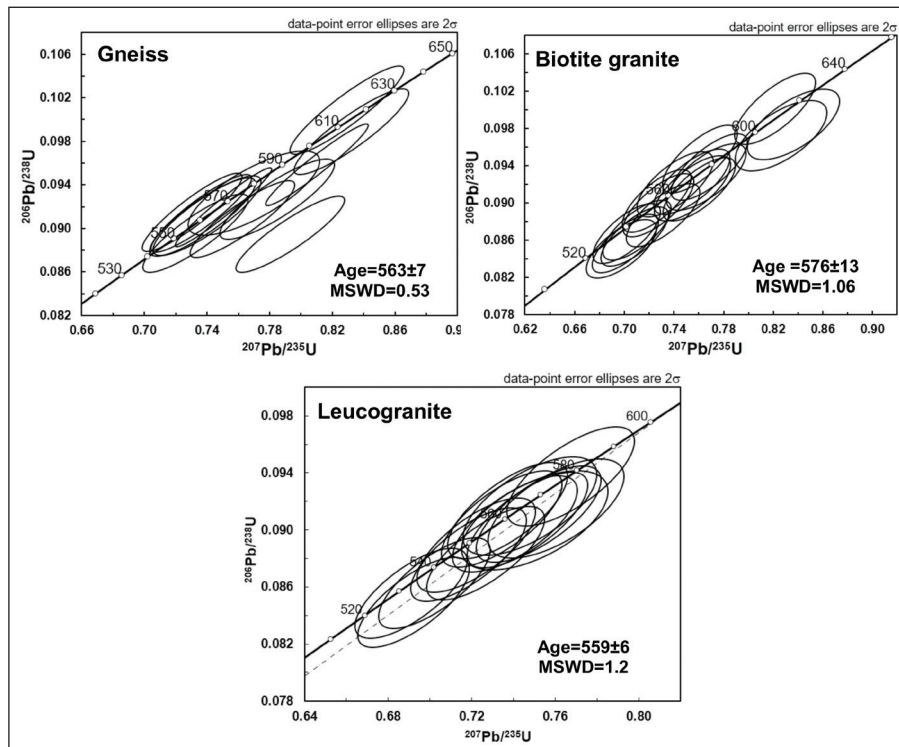 data-point error ellipses are 2σ
Gneiss
0.106
0.102
0.098
0.094
0.090
0.086
0.082
206Pb/238U
530
550
570
590
610
630
650
Age=563±7
MSWD=0.53
0.66 0.70 0.74 0.78 0.82 0.86 0.9
207Pb/235U
data-point error ellipses are 2σ
Biotite granite
0.106
0.102
0.098
0.094
0.090
0.086
0.082
0.078
206Pb/238U
520
560
600
640
Age =576±13
MSWD=1.06
0.62 0.66 0.70 0.74 0.78 0.82 0.86 0.90
207Pb/235U
data-point error ellipses are 2σ
Leucogranite
0.098
0.094
0.090
0.086
0.082
0.078
206Pb/238U
520
540
580
600
Age=559±6
MSWD=1.2
0.64 0.68 0.72 0.76 0.80
207Pb/235U